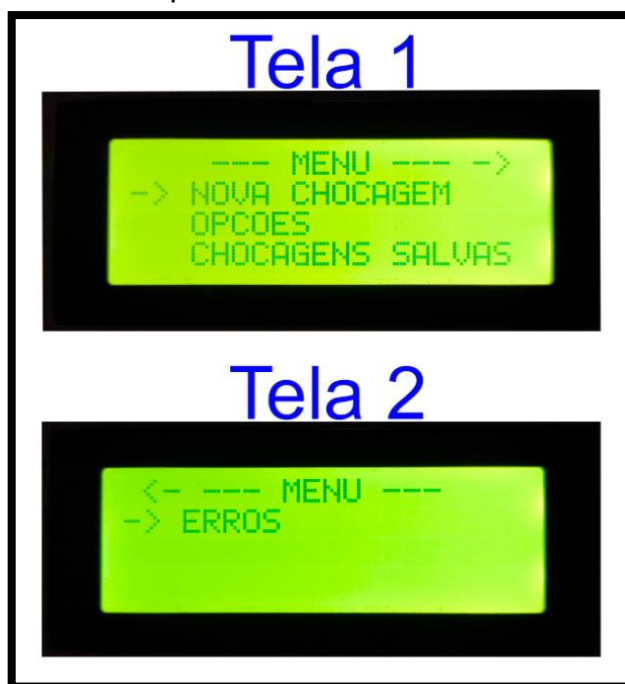 Tela 1
--- MENU --- ->
-> NOVA CHOCAGEM
OPCOES
CHOCAGENS SALVAS
Tela 2
<- --- MENU ---
-> ERROS